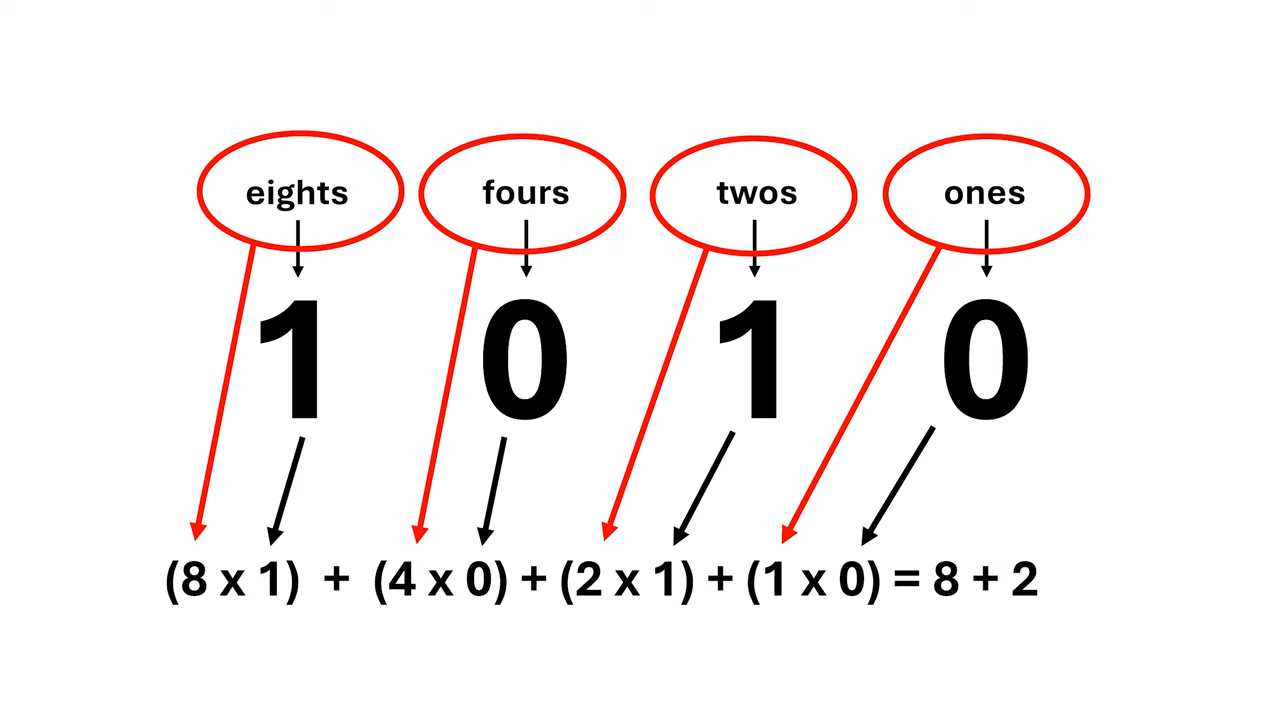 eights fours twos ones
1 0 1 0
(8 x 1) + (4 x 0) + (2 x 1) + (1 x 0) = 8 + 2